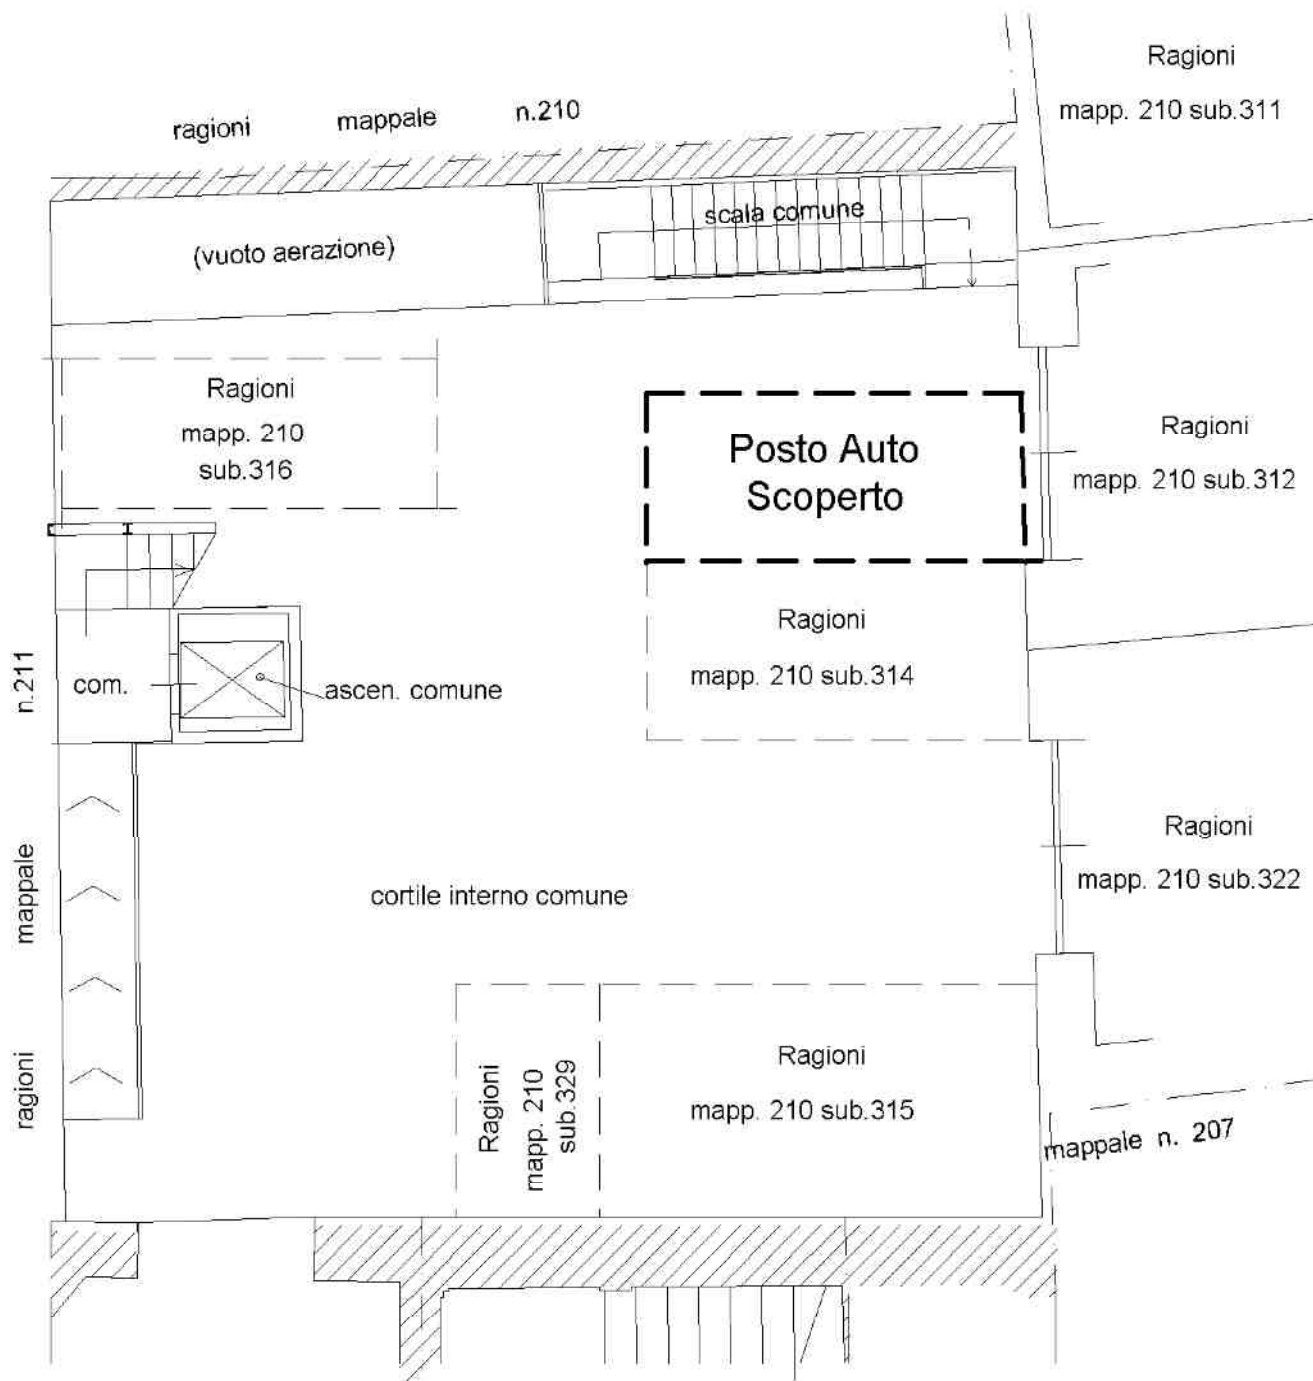 Ragioni
mapp. 210 sub.311
ragioni mappale n.210
scala comune
(vuoto aerazione)
Ragioni
mapp. 210
sub.316
Posto Auto
Scoperto
Ragioni
mapp. 210 sub.312
Ragioni
mapp. 210 sub.314
com.
ascen. comune
ragioni mappale n.211
Ragioni
mapp. 210 sub.322
cortile interno comune
Ragioni
mapp. 210
sub.329
Ragioni
mapp. 210 sub.315
mappale n. 207